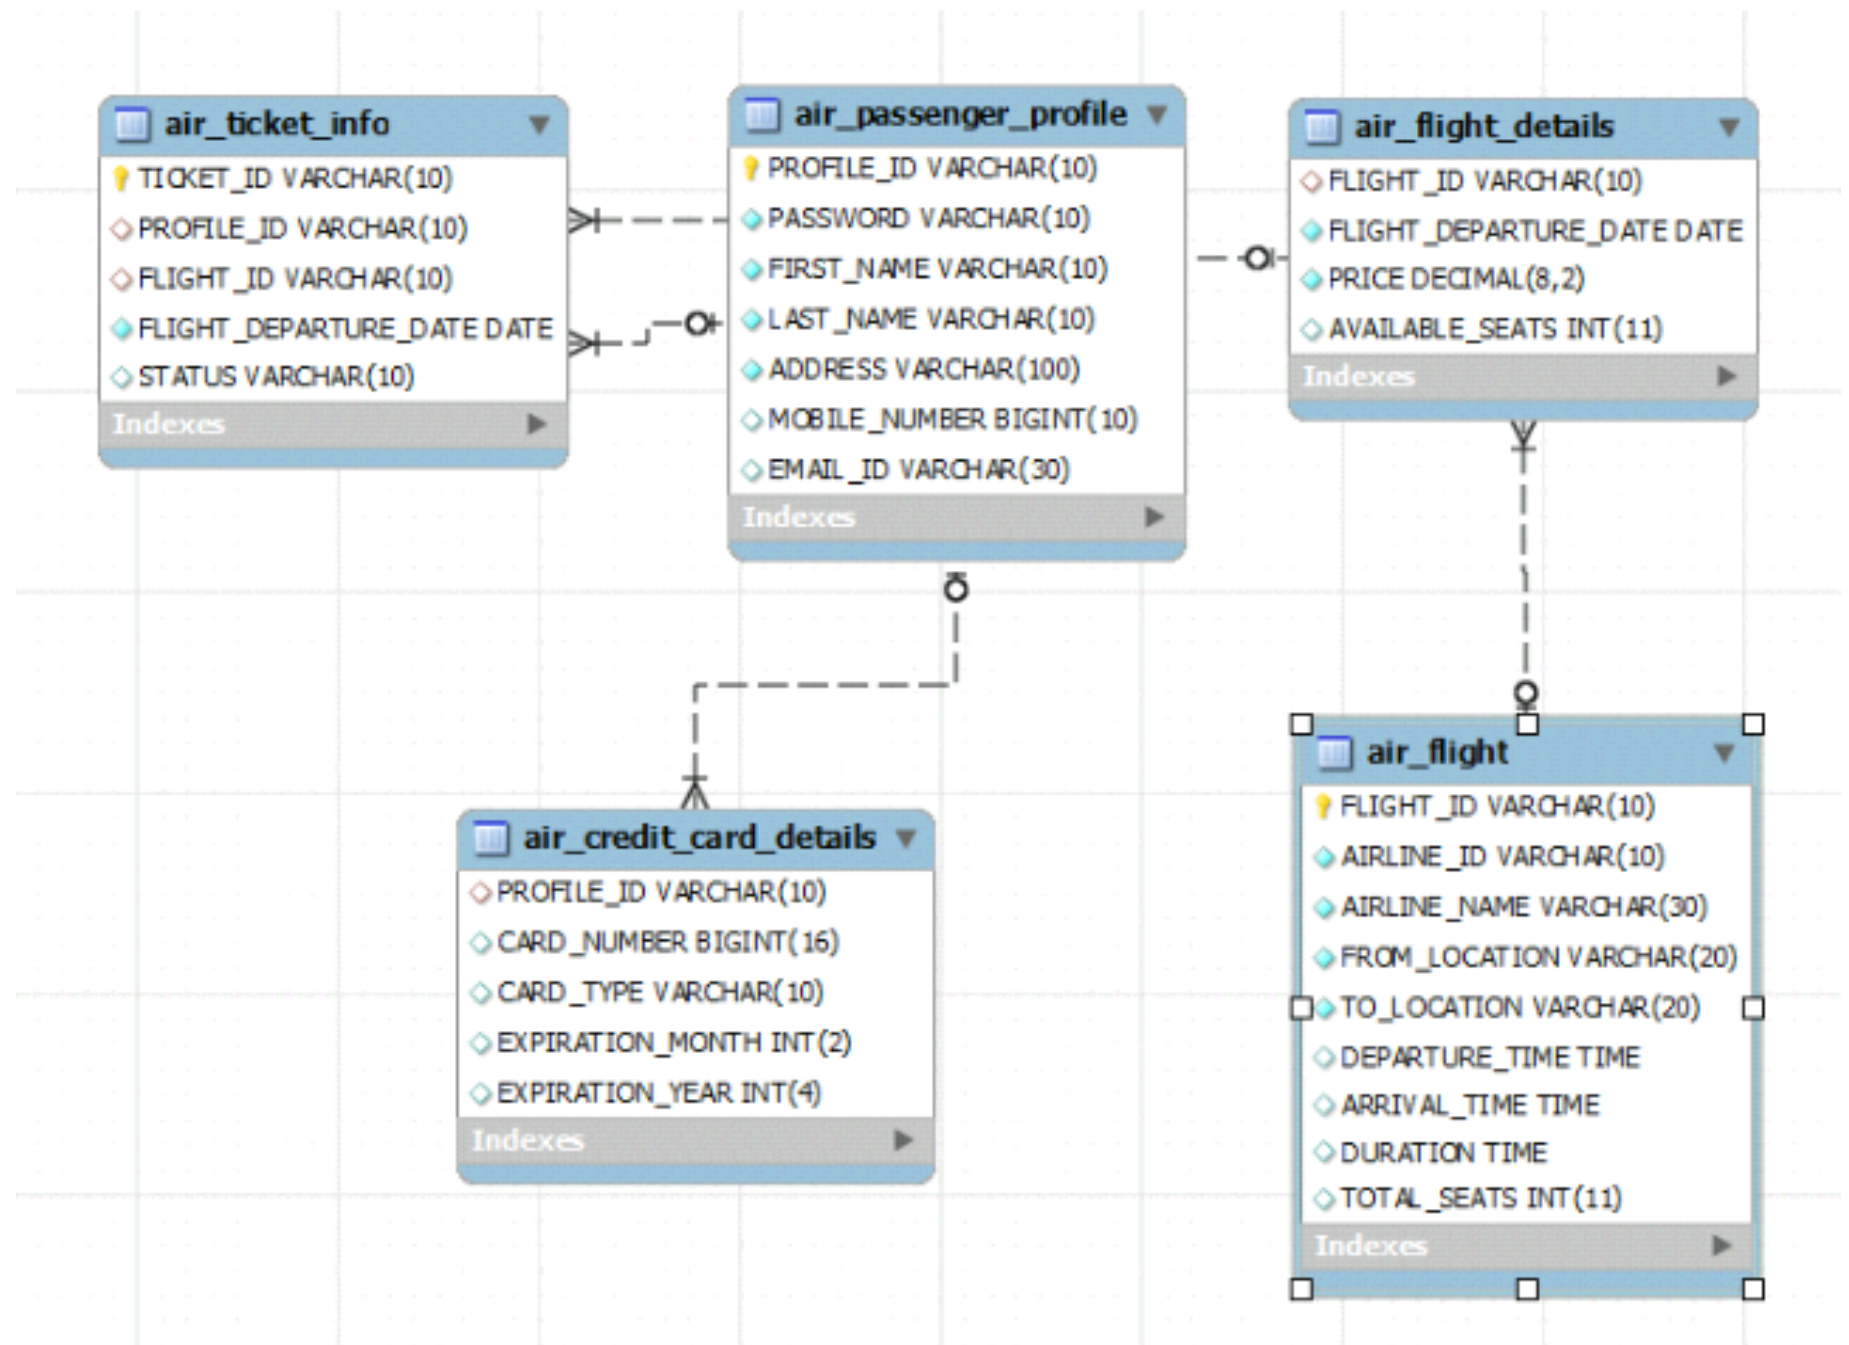 air_ticket_info
TICKET_ID VARCHAR(10)
PROFILE_ID VARCHAR(10)
FLIGHT_ID VARCHAR(10)
FLIGHT_DEPARTURE_DATE DATE
STATUS VARCHAR(10)
Indexes
air_passenger_profile
PROFILE_ID VARCHAR(10)
PASSWORD VARCHAR(10)
FIRST_NAME VARCHAR(10)
LAST_NAME VARCHAR(10)
ADDRESS VARCHAR(100)
MOBILE_NUMBER BIGINT(10)
EMAIL_ID VARCHAR(30)
Indexes
air_flight_details
FLIGHT_ID VARCHAR(10)
FLIGHT_DEPARTURE_DATE DATE
PRICE DECIMAL(8,2)
AVAILABLE_SEATS INT(11)
Indexes
air_credit_card_details
PROFILE_ID VARCHAR(10)
CARD_NUMBER BIGINT(16)
CARD_TYPE VARCHAR(10)
EXPIRATION_MONTH INT(2)
EXPIRATION_YEAR INT(4)
Indexes
air_flight
FLIGHT_ID VARCHAR(10)
AIRLINE_ID VARCHAR(10)
AIRLINE_NAME VARCHAR(30)
FROM_LOCATION VARCHAR(20)
TO_LOCATION VARCHAR(20)
DEPARTURE_TIME TIME
ARRIVAL_TIME TIME
DURATION TIME
TOTAL_SEATS INT(11)
Indexes